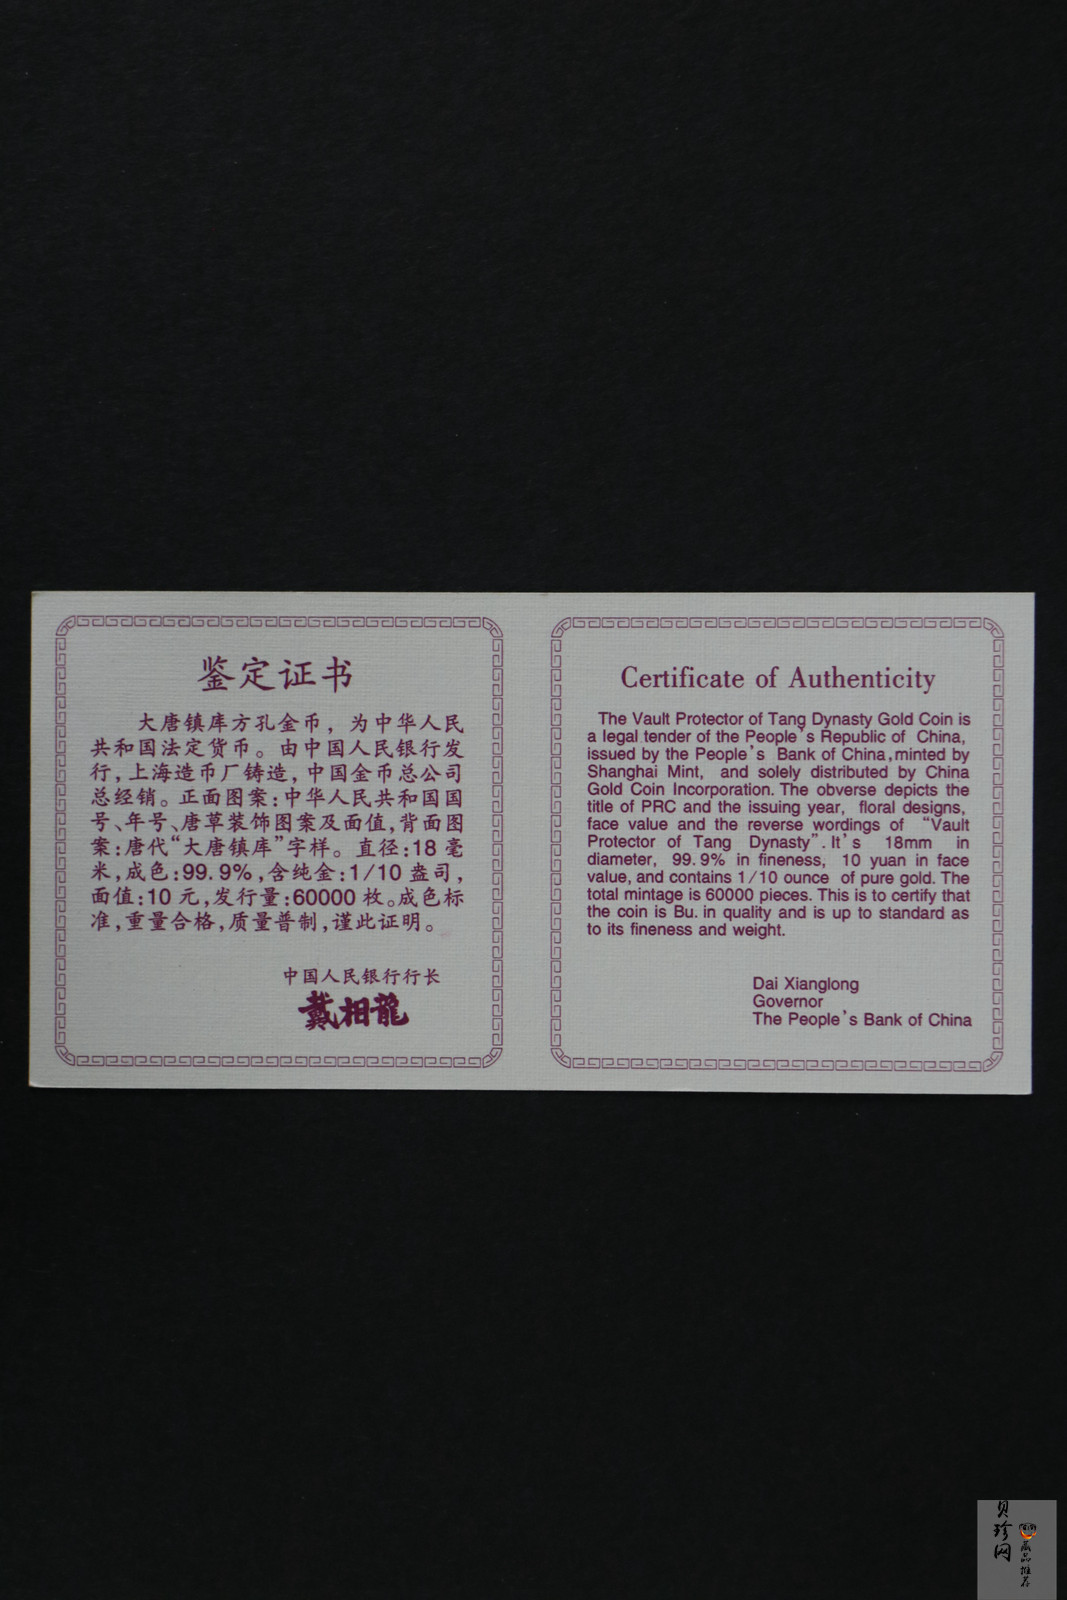 鉴定证书
大唐镇库方孔金币，为中华人民
共和国法定货币。由中国人民银行发
行，上海造币厂铸造，中国金币总公司
总经销。正面图案：中华人民共和国国
号、年号、唐草装饰图案及面值，背面图
案：唐代“大唐镇库”字样。直径：18毫
米，成色：99.9%，含纯金：1/10盎司，
面值：10元，发行量：60000枚。成色标
准，重量合格，质量普制，谨此证明。
中国人民银行行长
戴相龍
Certificate of Authenticity
The Vault Protector of Tang Dynasty Gold Coin is
a legal tender of the People's Republic of China,
issued by the People's Bank of China, minted by
Shanghai Mint, and solely distributed by China
Gold Coin Incorporation. The obverse depicts the
title of PRC and the issuing year, floral designs,
face value and the reverse wordings of “Vault
Protector of Tang Dynasty”. It's 18mm in
diameter, 99.9% in fineness, 10 yuan in face
value, and contains 1/10 ounce of pure gold. The
total mintage is 60000 pieces. This is to certify that
the coin is Bu. in quality and is up to standard as
to its fineness and weight.
Dai Xianglong
Governor
The People's Bank of China
贝珍网
藏品推荐